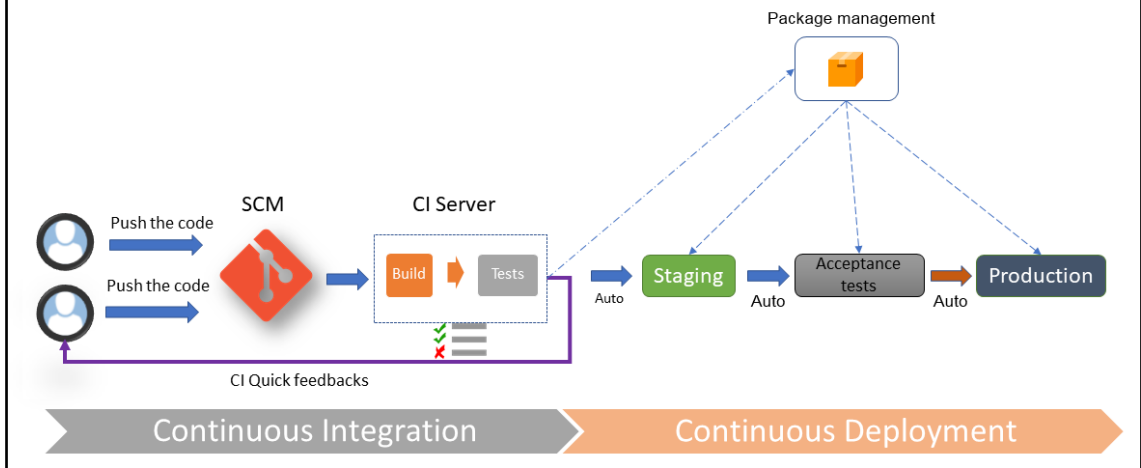 Package management
SCM
CI Server
Push the code
Push the code
Build
Tests
Staging
Acceptance
tests
Production
Auto
Auto
Auto
CI Quick feedbacks
Continuous Integration
Continuous Deployment